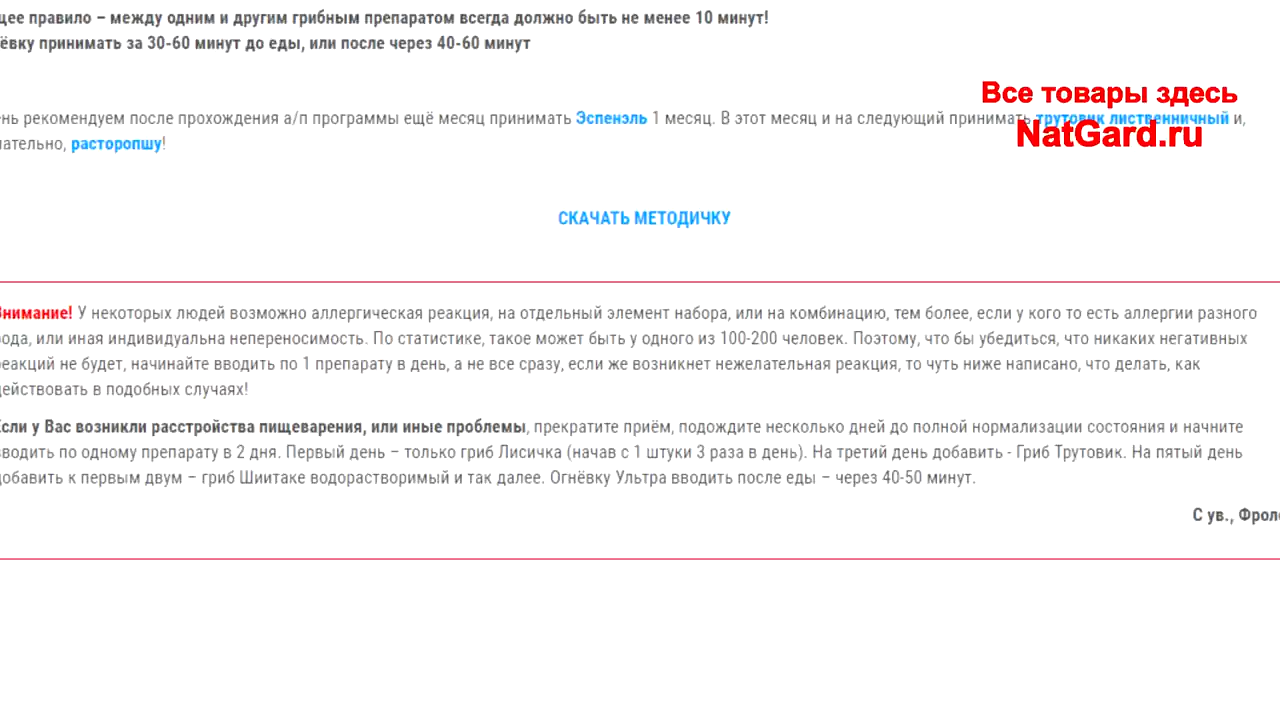 щее правило – между одним и другим грибным препаратом всегда должно быть не менее 10 минут!
ёвку принимать за 30-60 минут до еды, или после через 40-60 минут
Все товары здесь
ень рекомендуем после прохождения а/п программы ещё месяц принимать Эспенэль 1 месяц. В этот месяц и на следующий принимать трутовик лиственничный и,
NatGard.ru
лательно, расторопшу!
СКАЧАТЬ МЕТОДИЧКУ
Внимание! У некоторых людей возможно аллергическая реакция, на отдельный элемент набора, или на комбинацию, тем более, если у кого то есть аллергии разного
рода, или иная индивидуальна непереносимость. По статистике, такое может быть у одного из 100-200 человек. Поэтому, что бы убедиться, что никаких негативных
реакций не будет, начинайте вводить по 1 препарату в день, а не все сразу, если же возникнет нежелательная реакция, то чуть ниже написано, что делать, как
действовать в подобных случаях!
Если у Вас возникли расстройства пищеварения, или иные проблемы, прекратите приём, подождите несколько дней до полной нормализации состояния и начните
вводить по одному препарату в 2 дня. Первый день – только гриб Лисичка (начав с 1 штуки 3 раза в день). На третий день добавить - Гриб Трутовик. На пятый день
добавить к первым двум – гриб Шиитаке водорастворимый и так далее. Огнёвку Ультра вводить после еды – через 40-50 минут.
С ув., Фроло